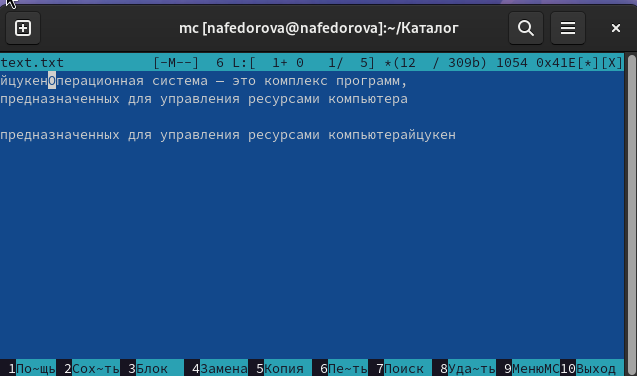 mc [nafedorova@nafedorova]:~/Каталог
text.txt [-M--] 6 L:[ 1+ 0 1/ 5] *(12 / 309b) 1054 0x41E[*][X]
йцукенОперационная система — это комплекс программ,
предназначенных для управления ресурсами компьютера
предназначенных для управления ресурсами компьютерайцукен
1По~щь 2Сох~ть 3Блок 4Замена 5Копия 6Пе~ть 7Поиск 8Уда~ть 9МенюMC10Выход